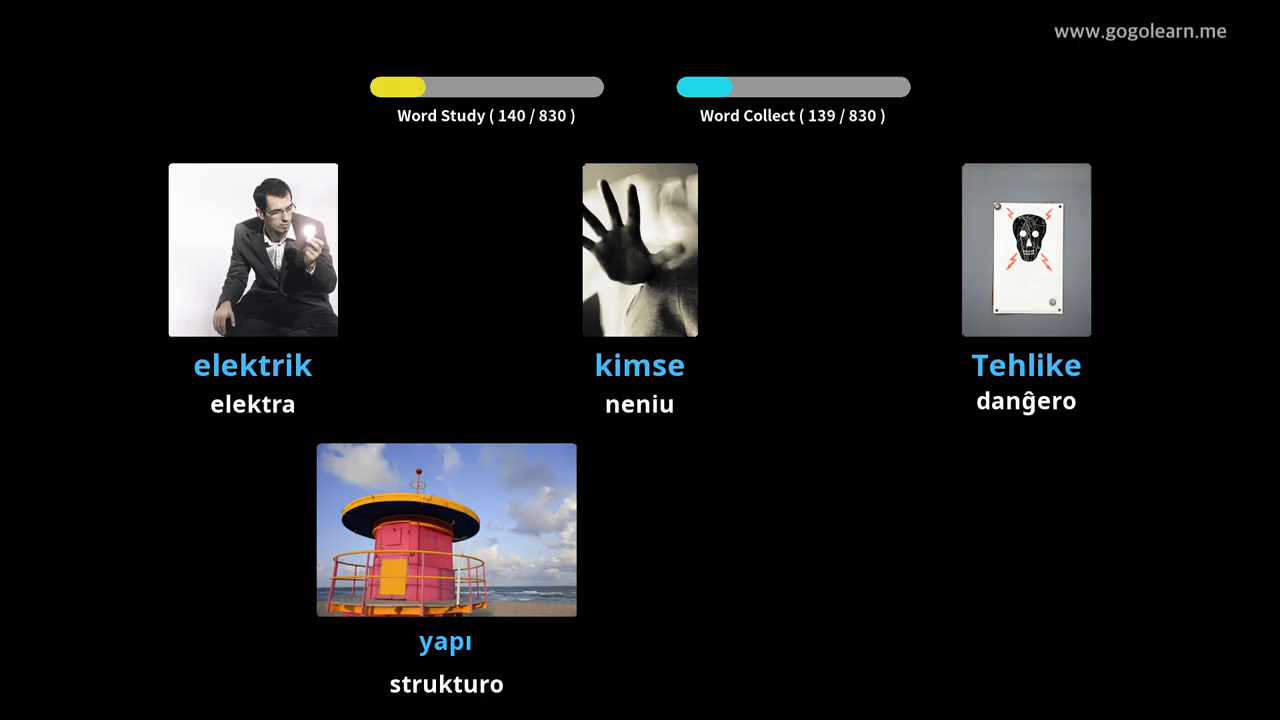 www.gogolearn.me
Word Study ( 140 / 830 )
Word Collect ( 139 / 830 )
elektrik
elektra
kimse
neniu
Tehlike
danĝero
yapı
strukturo